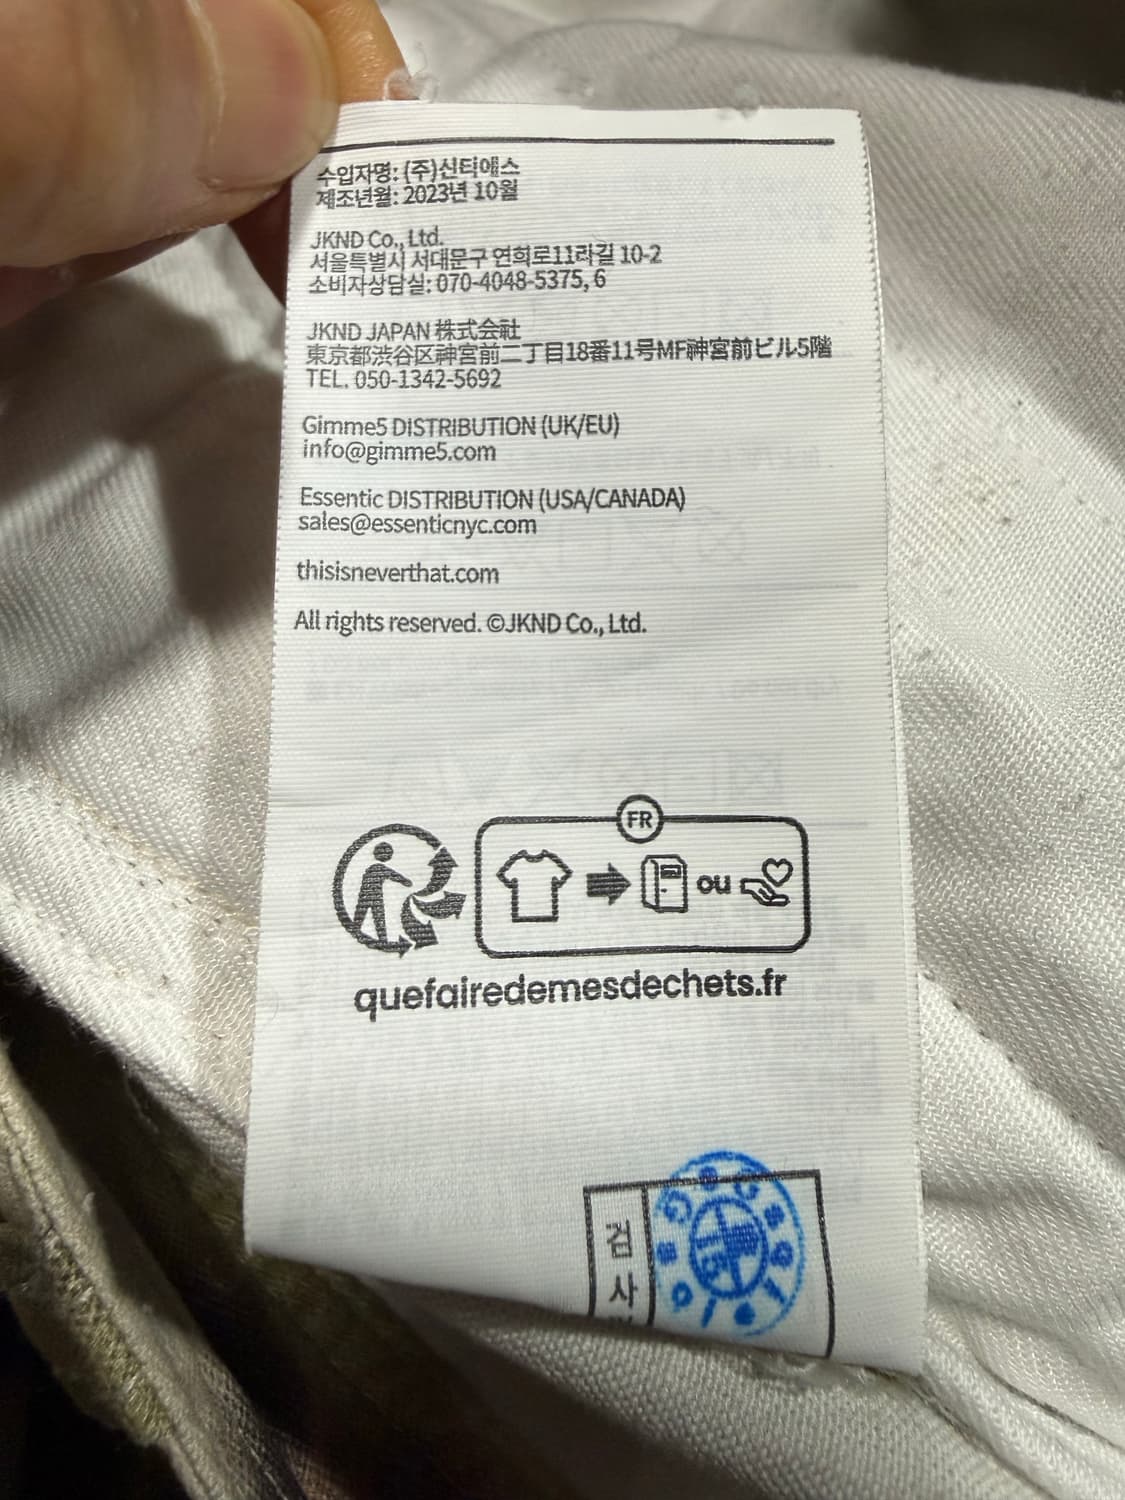 수입자명: (주)신티에스
제조년월: 2023년 10월
JKND Co., Ltd.
서울특별시 서대문구 연희로11라길 10-2
소비자상담실: 070-4048-5375, 6
JKND JAPAN 株式会社
東京都渋谷区神宮前二丁目18番11号MF神宮前ビル5階
TEL. 050-1342-5692
Gimme5 DISTRIBUTION (UK/EU)
info@gimme5.com
Essentic DISTRIBUTION (USA/CANADA)
sales@essenticnyc.com
thisisneverthat.com
All rights reserved. ©JKND Co., Ltd.
FR
ou
quefairedemesdechets.fr
검
사